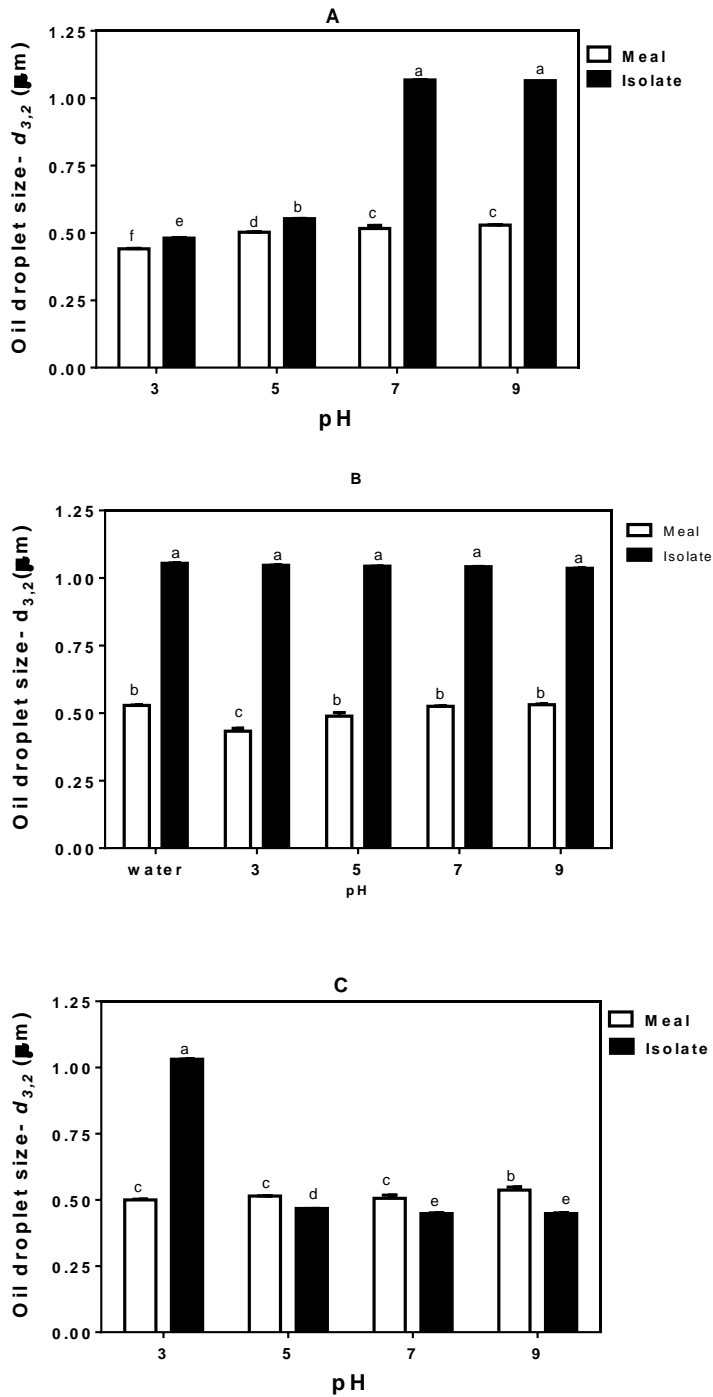 A
1.25
1.00
0.75
0.50
0.25
0.00
Oil droplet size- d3,2 (μm)
f e d b c a c a
3 5 7 9
pH
Meal
Isolate
B
1.25
1.00
0.75
0.50
0.25
0.00
Oil droplet size- d3,2 (μm)
b a c a b a b a b a
water 3 5 7 9
pH
Meal
Isolate
C
1.25
1.00
0.75
0.50
0.25
0.00
Oil droplet size- d3,2 (μm)
c a c d c e b e
3 5 7 9
pH
Meal
Isolate